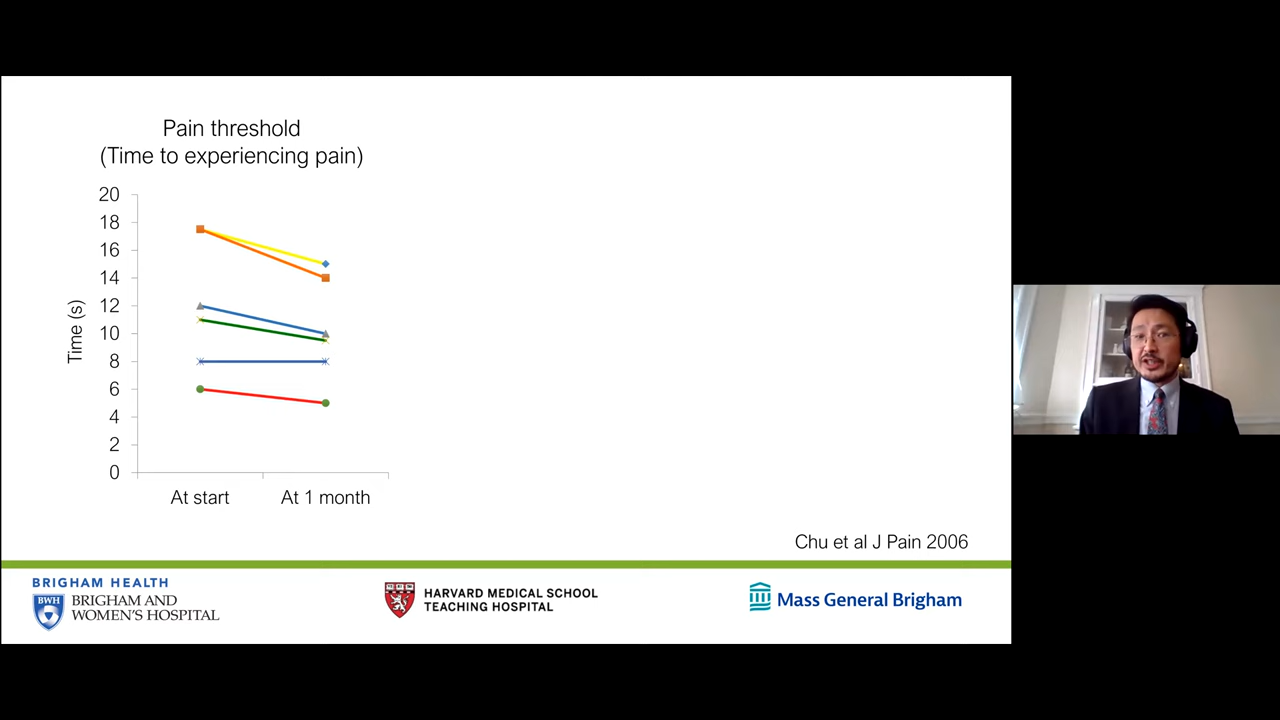 Pain threshold
(Time to experiencing pain)
20
18
16
14
12
10
8
6
4
2
0
Time (s)
At start
At 1 month
Chu et al J Pain 2006
BRIGHAM HEALTH
BWH
BRIGHAM AND
WOMEN'S HOSPITAL
HARVARD MEDICAL SCHOOL
TEACHING HOSPITAL
Mass General Brigham